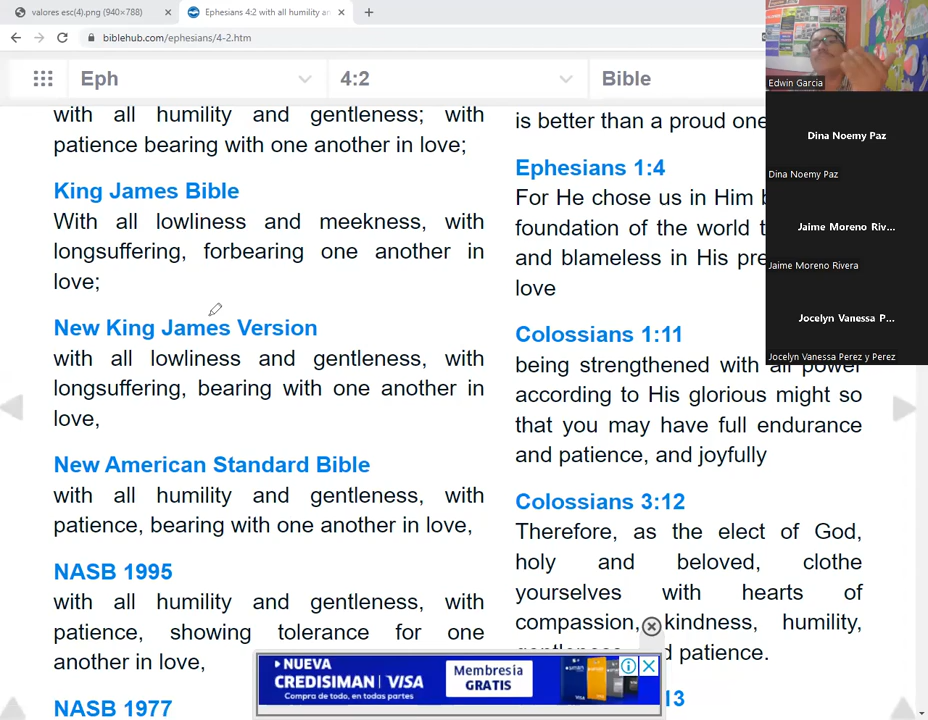 valores esc(4).png (940×788)
Ephesians 4:2 with all humility an
biblehub.com/ephesians/4-2.htm
Eph
4:2
Bible
with all humility and gentleness; with
patience bearing with one another in love;
King James Bible
With all lowliness and meekness, with
longsuffering, forbearing one another in
love;
New King James Version
with all lowliness and gentleness, with
longsuffering, bearing with one another in
love,
New American Standard Bible
with all humility and gentleness, with
patience, bearing with one another in love,
NASB 1995
with all humility and gentleness, with
patience, showing tolerance for one
another in love,
NASB 1977
is better than a proud one
Ephesians 1:4
For He chose us in Him
foundation of the world
and blameless in His
love
Colossians 1:11
being strengthened with all power
according to His glorious might so
that you may have full endurance
and patience, and joyfully
Colossians 3:12
Therefore, as the elect of God,
holy and beloved, clothe
yourselves with hearts of
compassion, kindness, humility,
patience.
13
NUEVA
CREDISIMAN | VISA
Compra de todo, en todas partes
Membresía
GRATIS
Edwin Garcia
Dina Noemy Paz
Dina Noemy Paz
Jaime Moreno Riv...
Jaime Moreno Rivera
Jocelyn Vanessa P...
Jocelyn Vanessa Perez y Perez